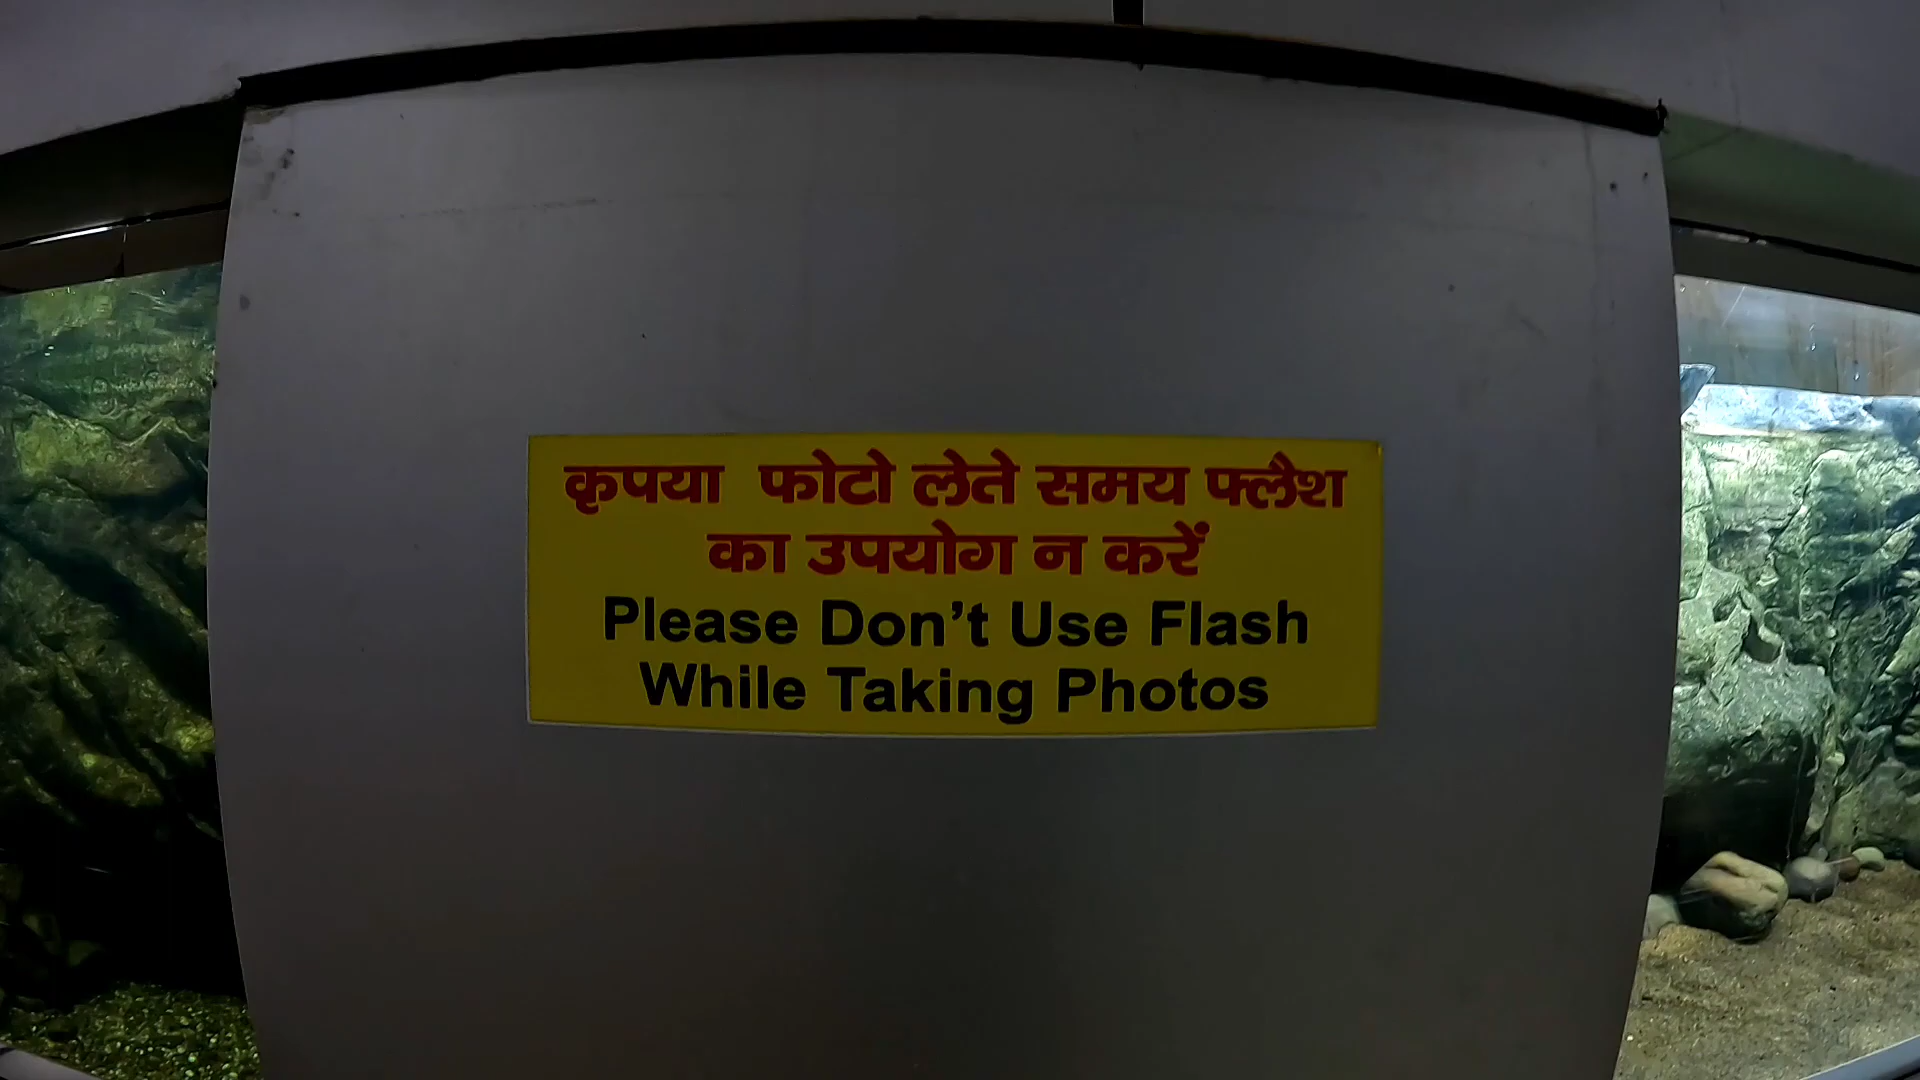 कृपया फोटो लेते समय फ्लैश
का उपयोग न करें
Please Don't Use Flash
While Taking Photos